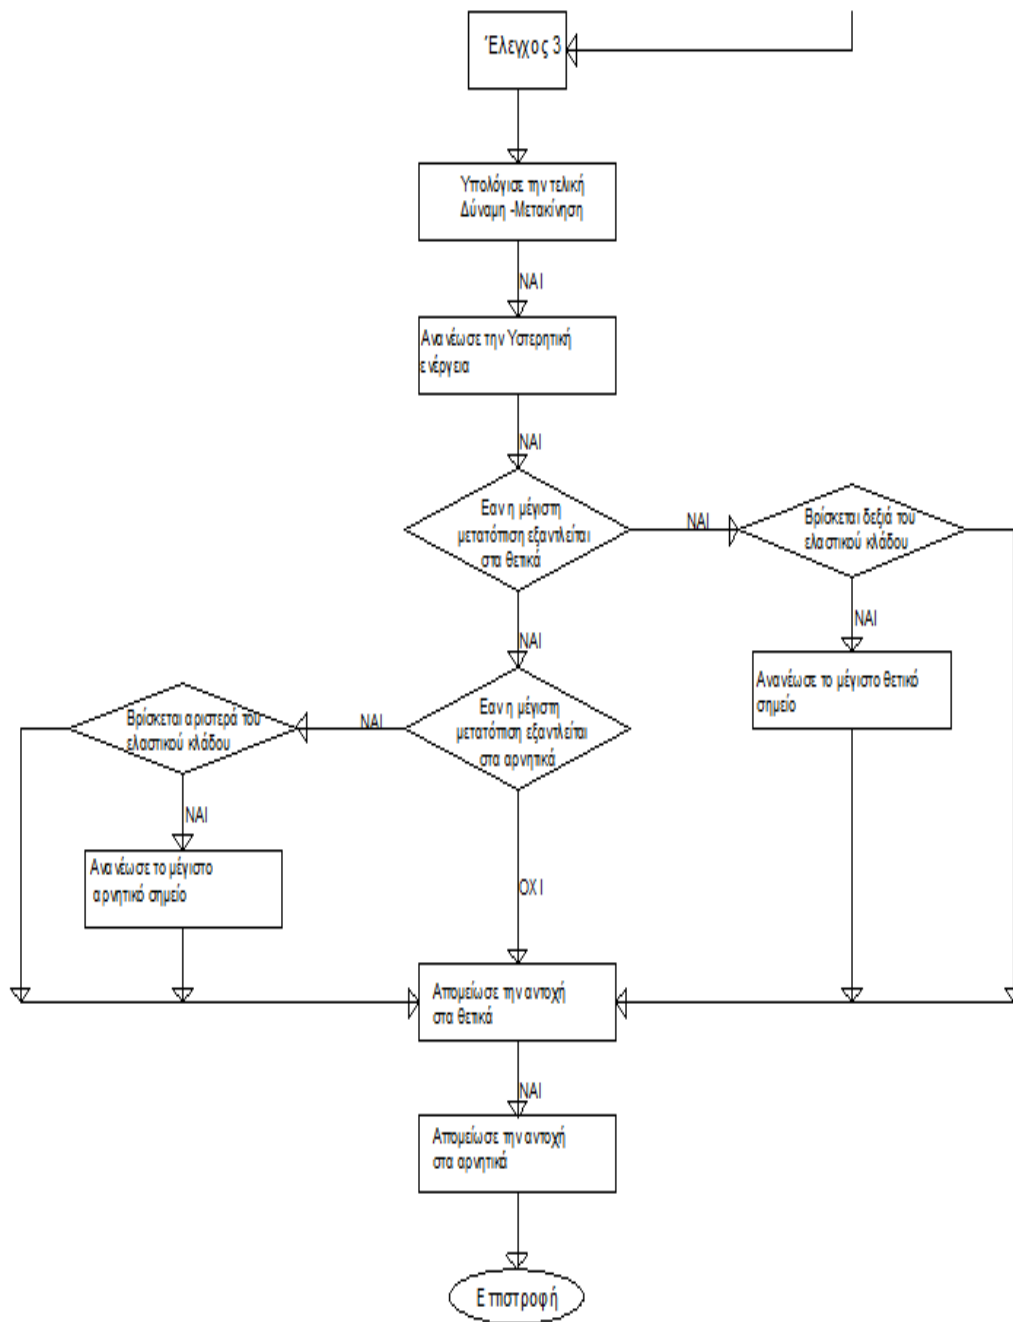 Έλεγχος 3
Υπολόγισε την τελική
Δύναμη -Μετακίνηση
ΝΑΙ
Ανανέωσε την Υστερητική
ενέργεια
ΝΑΙ
Εαν η μέγιστη
μετατόπιση εξαντλείται
στα θετικά
ΝΑΙ
Βρίσκεται δεξιά του
ελαστικού κλάδου
ΝΑΙ
ΝΑΙ
Ανανέωσε το μέγιστο θετικό
σημείο
Εαν η μέγιστη
μετατόπιση εξαντλείται
στα αρνητικά
ΝΑΙ
Βρίσκεται αριστερά του
ελαστικού κλάδου
ΝΑΙ
Ανανέωσε το μέγιστο
αρνητικό σημείο
ΟΧΙ
Απομείωσε την αντοχή
στα θετικά
ΝΑΙ
Απομείωσε την αντοχή
στα αρνητικά
Επιστροφή